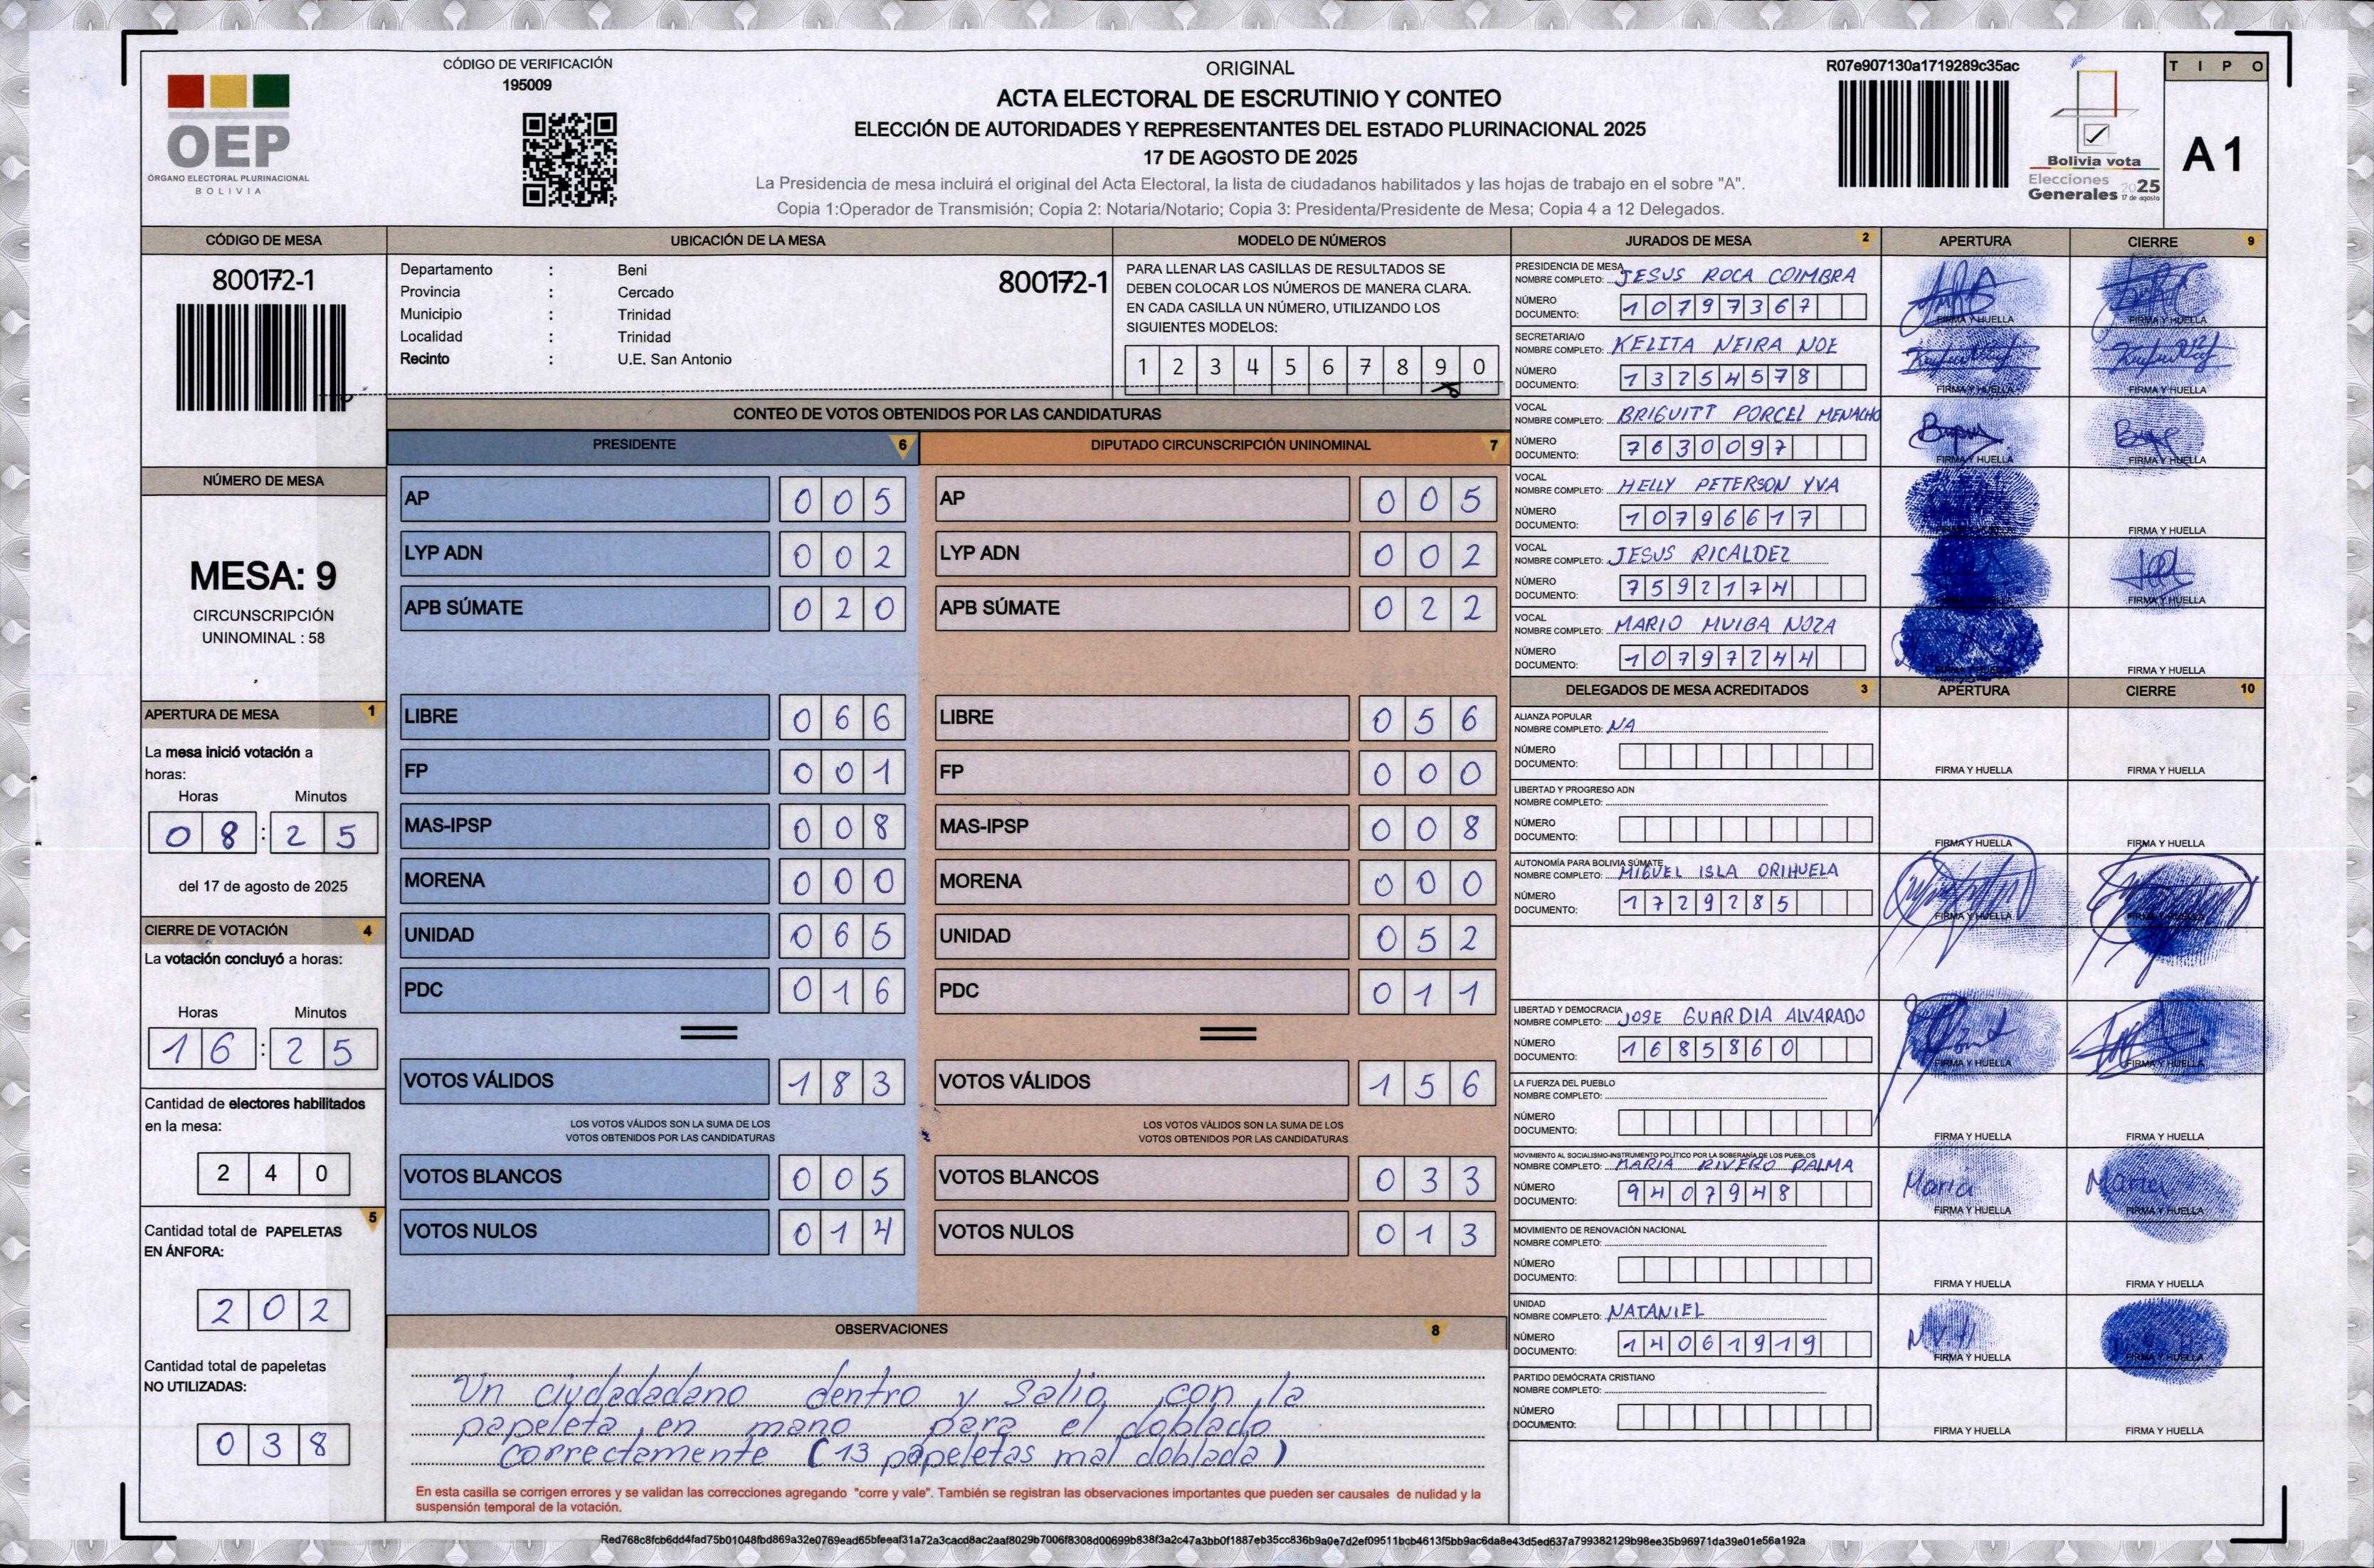 CÓDIGO DE VERIFICACIÓN
195009
OEP
ÓRGANO ELECTORAL PLURINACIONAL
BOLIVIA
ORIGINAL
ACTA ELECTORAL DE ESCRUTINIO Y CONTEO
ELECCIÓN DE AUTORIDADES Y REPRESENTANTES DEL ESTADO PLURINACIONAL 2025
17 DE AGOSTO DE 2025
La Presidencia de mesa incluirá el original del Acta Electoral, la lista de ciudadanos habilitados y las hojas de trabajo en el sobre "A".
Copia 1:Operador de Transmisión; Copia 2: Notaria/Notario; Copia 3: Presidenta/Presidente de Mesa; Copia 4 a 12 Delegados.
R07e907130a1719289c35ac
Bolivia vota
Elecciones
Generales 2025
17 de agosto
TIPO
A 1
CÓDIGO DE MESA
800172-1
UBICACIÓN DE LA MESA
Departamento : Beni
Provincia : Cercado
Municipio : Trinidad
Localidad : Trinidad
Recinto : U.E. San Antonio
800172-1
MODELO DE NÚMEROS
PARA LLENAR LAS CASILLAS DE RESULTADOS SE
DEBEN COLOCAR LOS NÚMEROS DE MANERA CLARA.
EN CADA CASILLA UN NÚMERO, UTILIZANDO LOS
SIGUIENTES MODELOS:
1 2 3 4 5 6 7 8 9 0
NÚMERO DE MESA
MESA: 9
CIRCUNSCRIPCIÓN
UNINOMINAL : 58
APERTURA DE MESA 1
La mesa inició votación a
horas:
Horas Minutos
08 : 25
del 17 de agosto de 2025
CIERRE DE VOTACIÓN 4
La votación concluyó a horas:
Horas Minutos
16 : 25
Cantidad de electores habilitados
en la mesa:
240
5
Cantidad total de PAPELETAS
EN ÁNFORA:
202
Cantidad total de papeletas
NO UTILIZADAS:
038
CONTEO DE VOTOS OBTENIDOS POR LAS CANDIDATURAS
PRESIDENTE 6
AP 005
LYP ADN 002
APB SÚMATE 020
LIBRE 066
FP 001
MAS-IPSP 008
MORENA 000
UNIDAD 065
PDC 016
VOTOS VÁLIDOS 183
LOS VOTOS VÁLIDOS SON LA SUMA DE LOS
VOTOS OBTENIDOS POR LAS CANDIDATURAS
VOTOS BLANCOS 005
VOTOS NULOS 014
DIPUTADO CIRCUNSCRIPCIÓN UNINOMINAL 7
AP 005
LYP ADN 002
APB SÚMATE 022
LIBRE 056
FP 000
MAS-IPSP 008
MORENA 000
UNIDAD 052
PDC 011
VOTOS VÁLIDOS 156
LOS VOTOS VÁLIDOS SON LA SUMA DE LOS
VOTOS OBTENIDOS POR LAS CANDIDATURAS
VOTOS BLANCOS 033
VOTOS NULOS 013
OBSERVACIONES 8
Un ciudadadano dentro y salio con la
papeleta en mano para el doblado
correctamente (13 papeletas mal doblada)
En esta casilla se corrigen errores y se validan las correcciones agregando "corre y vale". También se registran las observaciones importantes que pueden ser causales de nulidad y la
suspensión temporal de la votación.
JURADOS DE MESA 2 APERTURA CIERRE 9
PRESIDENCIA DE MESA
NOMBRE COMPLETO: JESUS ROCA COIMBRA
NÚMERO
DOCUMENTO: 10797367
FIRMA Y HUELLA FIRMA Y HUELLA
SECRETARIA/O
NOMBRE COMPLETO: KELITA NEIRA NOE
NÚMERO
DOCUMENTO: 13254578
FIRMA Y HUELLA FIRMA Y HUELLA
VOCAL
NOMBRE COMPLETO: BRIGUITT PORCEL MENACHO
NÚMERO
DOCUMENTO: 7630097
FIRMA Y HUELLA FIRMA Y HUELLA
VOCAL
NOMBRE COMPLETO: HELLY PETERSON YVA
NÚMERO
DOCUMENTO: 10796617
FIRMA Y HUELLA
VOCAL
NOMBRE COMPLETO: JESUS RICALDEZ
NÚMERO
DOCUMENTO: 7592174
FIRMA Y HUELLA
VOCAL
NOMBRE COMPLETO: MARIO MUIBA NOZA
NÚMERO
DOCUMENTO: 10797244
FIRMA Y HUELLA
DELEGADOS DE MESA ACREDITADOS 3 APERTURA CIERRE 10
ALIANZA POPULAR
NOMBRE COMPLETO: NA
NÚMERO
DOCUMENTO:
FIRMA Y HUELLA FIRMA Y HUELLA
LIBERTAD Y PROGRESO ADN
NOMBRE COMPLETO:
NÚMERO
DOCUMENTO:
FIRMA Y HUELLA FIRMA Y HUELLA
AUTONOMÍA PARA BOLIVIA SÚMATE
NOMBRE COMPLETO: MIGUEL ISLA ORIHUELA
NÚMERO
DOCUMENTO: 1729285
FIRMA Y HUELLA FIRMA Y HUELLA
LIBERTAD Y DEMOCRACIA
NOMBRE COMPLETO: JOSE GUARDIA ALVARADO
NÚMERO
DOCUMENTO: 1685860
FIRMA Y HUELLA FIRMA Y HUELLA
LA FUERZA DEL PUEBLO
NOMBRE COMPLETO:
NÚMERO
DOCUMENTO:
FIRMA Y HUELLA FIRMA Y HUELLA
MOVIMIENTO AL SOCIALISMO-INSTRUMENTO POLÍTICO POR LA SOBERANÍA DE LOS PUEBLOS
NOMBRE COMPLETO: MARIA RIVERO PALMA
NÚMERO
DOCUMENTO: 9407948
Maria Maria
FIRMA Y HUELLA FIRMA Y HUELLA
MOVIMIENTO DE RENOVACIÓN NACIONAL
NOMBRE COMPLETO:
NÚMERO
DOCUMENTO:
FIRMA Y HUELLA FIRMA Y HUELLA
UNIDAD
NOMBRE COMPLETO: NATANIEL
NÚMERO
DOCUMENTO: 14061919
FIRMA Y HUELLA FIRMA Y HUELLA
PARTIDO DEMÓCRATA CRISTIANO
NOMBRE COMPLETO:
NÚMERO
DOCUMENTO:
FIRMA Y HUELLA FIRMA Y HUELLA